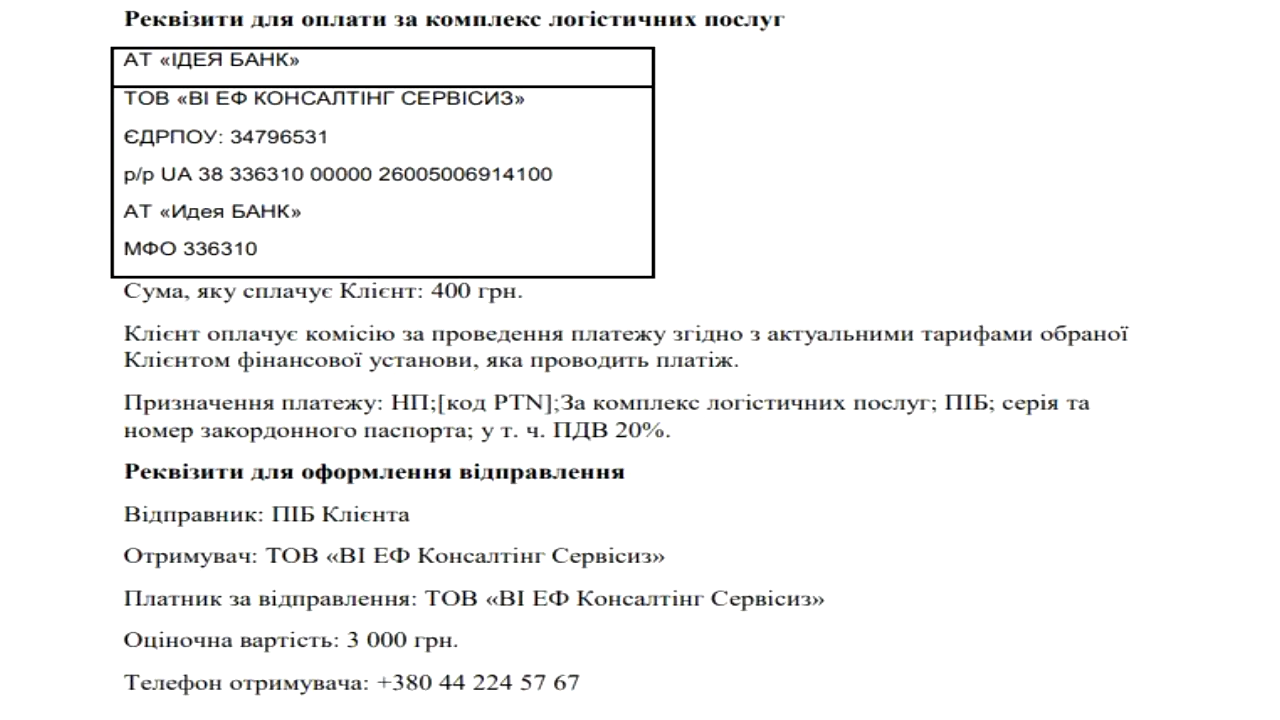 Реквізити для оплати за комплекс логістичних послуг
АТ «ІДЕЯ БАНК»
ТОВ «ВІ ЕФ КОНСАЛТІНГ СЕРВІСИЗ»
ЄДРПОУ: 34796531
р/р UA 38 336310 00000 26005006914100
АТ «Идея БАНК»
МФО 336310
Сума, яку сплачує Клієнт: 400 грн.
Клієнт оплачує комісію за проведення платежу згідно з актуальними тарифами обраної
Клієнтом фінансової установи, яка проводить платіж.
Призначення платежу: НП;[код PTN];За комплекс логістичних послуг; ПІБ; серія та
номер закордонного паспорта; у т. ч. ПДВ 20%.
Реквізити для оформлення відправлення
Відправник: ПІБ Клієнта
Отримувач: ТОВ «ВІ ЕФ Консалтінг Сервісиз»
Платник за відправлення: ТОВ «ВІ ЕФ Консалтінг Сервісиз»
Оціночна вартість: 3 000 грн.
Телефон отримувача: +380 44 224 57 67